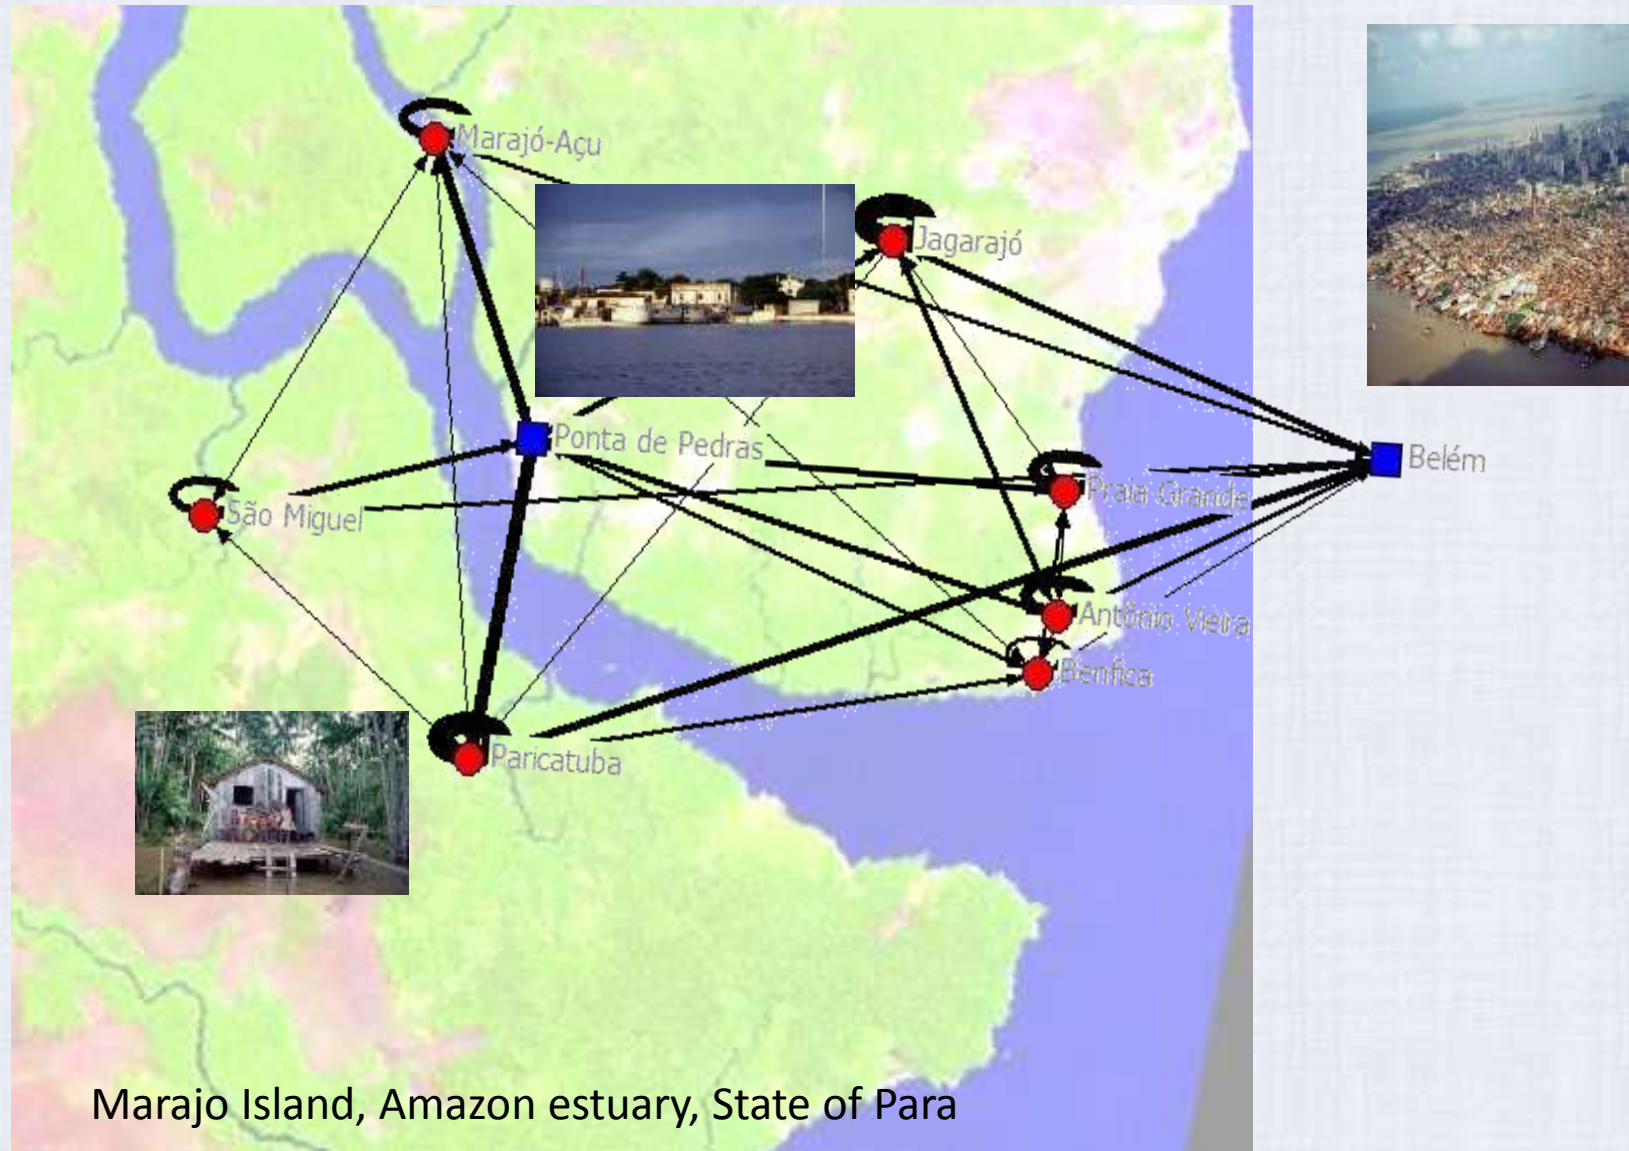 Marajó-Açu
Jagarajó
Ponta de Pedras
Belém
Praia Grande
São Miguel
Antônio Vieira
Benfica
Paricatuba
Marajo Island, Amazon estuary, State of Para